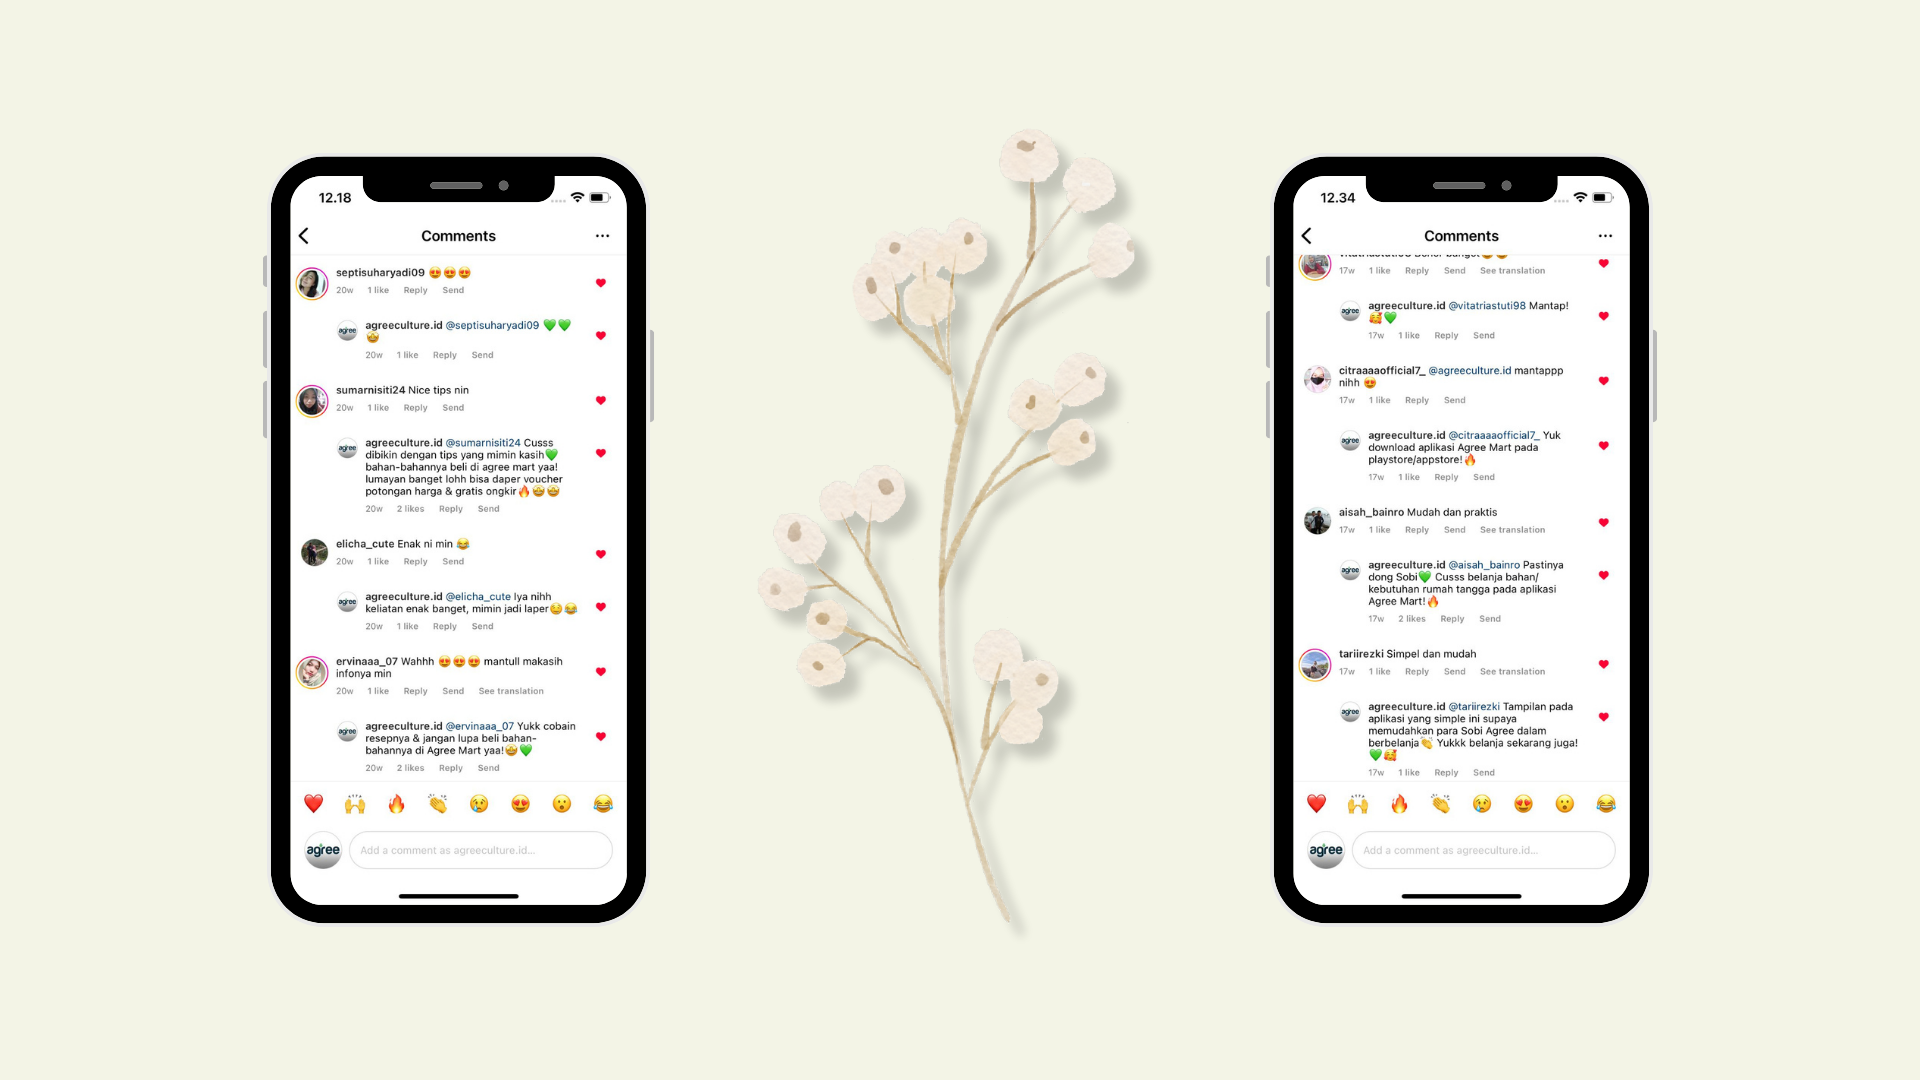 12.18
Comments
septisuharyadi09 😍😍😍
20w 1 like Reply Send
agree
agreeculture.id @septisuharyadi09 💚💚
🤩
20w 1 like Reply Send
sumarnisiti24 Nice tips nin
20w 1 like Reply Send
agree
agreeculture.id @sumarnisiti24 Cusss
dibikin dengan tips yang mimin kasih💚
bahan-bahannya beli di agree mart yaa!
lumayan banget lohh bisa daper voucher
potongan harga & gratis ongkir🔥🤩🤩
20w 2 likes Reply Send
elicha_cute Enak ni min 😂
20w 1 like Reply Send
agree
agreeculture.id @elicha_cute Iya nihh
keliatan enak banget, mimin jadi laper😋😂
20w 1 like Reply Send
ervinaaa_07 Wahhh 😍😍😍 mantull makasih
infonya min
20w 1 like Reply Send See translation
agree
agreeculture.id @ervinaaa_07 Yukk cobain
resepnya & jangan lupa beli bahan-
bahannya di Agree Mart yaa!🤩💚
20w 2 likes Reply Send
❤️ 🙌 🔥 👏 😢 😍 😮 😂
agree
Add a comment as agreeculture.id...
12.34
Comments
17w 1 like Reply Send See translation
agree
agreeculture.id @vitatriastuti98 Mantap!
🥰💚
17w 1 like Reply Send
citraaaaofficial7_ @agreeculture.id mantappp
nihh 😍
17w 1 like Reply Send
agree
agreeculture.id @citraaaaofficial7_ Yuk
download aplikasi Agree Mart pada
playstore/appstore!🔥
17w 1 like Reply Send
aisah_bainro Mudah dan praktis
17w 1 like Reply Send See translation
agree
agreeculture.id @aisah_bainro Pastinya
dong Sobi💚 Cusss belanja bahan/
kebutuhan rumah tangga pada aplikasi
Agree Mart!🔥
17w 2 likes Reply Send
tariirezki Simpel dan mudah
17w 1 like Reply Send See translation
agree
agreeculture.id @tariirezki Tampilan pada
aplikasi yang simple ini supaya
memudahkan para Sobi Agree dalam
berbelanja👏 Yukkk belanja sekarang juga!
💚🥰
17w 1 like Reply Send
❤️ 🙌 🔥 👏 😢 😍 😮 😂
agree
Add a comment as agreeculture.id...